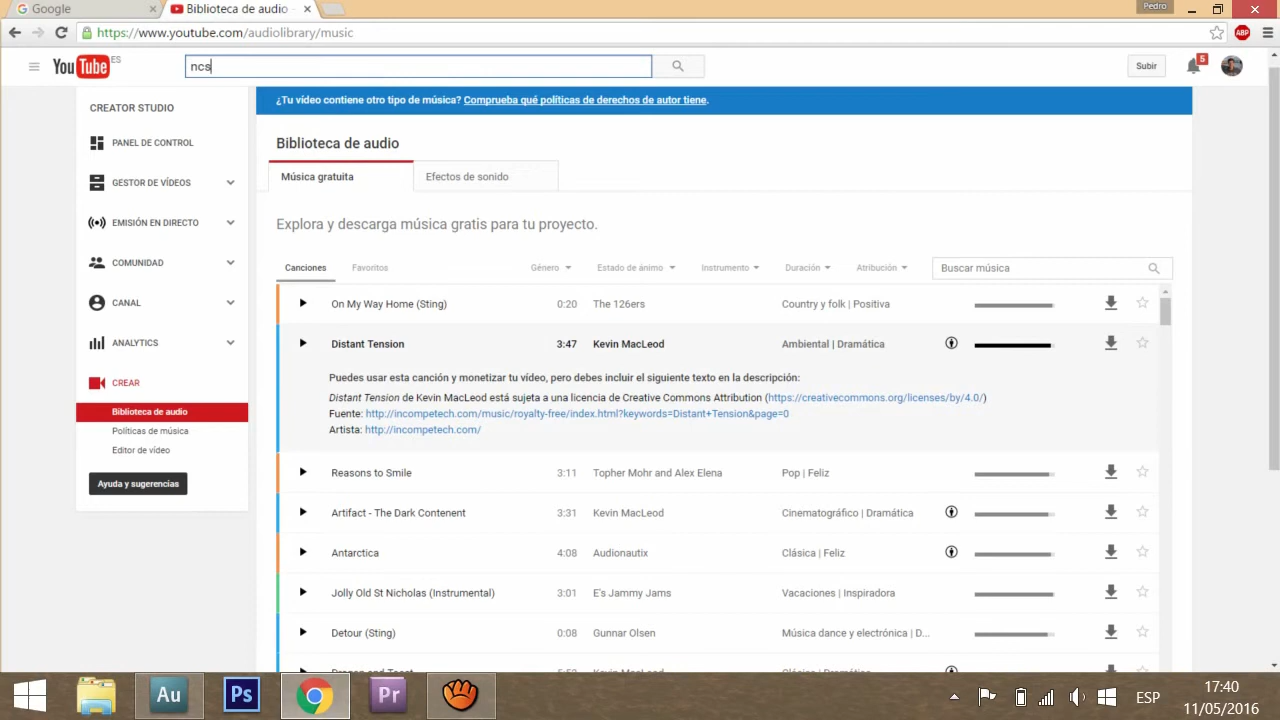 Google
Biblioteca de audio -
Pedro
https://www.youtube.com/audiolibrary/music
ABP
YouTube ES
ncs
Subir
5
CREATOR STUDIO
PANEL DE CONTROL
GESTOR DE VÍDEOS
EMISIÓN EN DIRECTO
COMUNIDAD
CANAL
ANALYTICS
CREAR
Biblioteca de audio
Políticas de música
Editor de vídeo
Ayuda y sugerencias
¿Tu vídeo contiene otro tipo de música? Comprueba qué políticas de derechos de autor tiene.
Biblioteca de audio
Música gratuita
Efectos de sonido
Explora y descarga música gratis para tu proyecto.
Canciones Favoritos Género Estado de ánimo Instrumento Duración Atribución Buscar música
On My Way Home (Sting) 0:20 The 126ers Country y folk | Positiva
Distant Tension 3:47 Kevin MacLeod Ambiental | Dramática
Puedes usar esta canción y monetizar tu vídeo, pero debes incluir el siguiente texto en la descripción:
Distant Tension de Kevin MacLeod está sujeta a una licencia de Creative Commons Attribution (https://creativecommons.org/licenses/by/4.0/)
Fuente: http://incompetech.com/music/royalty-free/index.html?keywords=Distant+Tension&page=0
Artista: http://incompetech.com/
Reasons to Smile 3:11 Topher Mohr and Alex Elena Pop | Feliz
Artifact - The Dark Contenent 3:31 Kevin MacLeod Cinematográfico | Dramática
Antarctica 4:08 Audionautix Clásica | Feliz
Jolly Old St Nicholas (Instrumental) 3:01 E's Jammy Jams Vacaciones | Inspiradora
Detour (Sting) 0:08 Gunnar Olsen Música dance y electrónica | D...
Au
Ps
Pr
ESP
17:40
11/05/2016